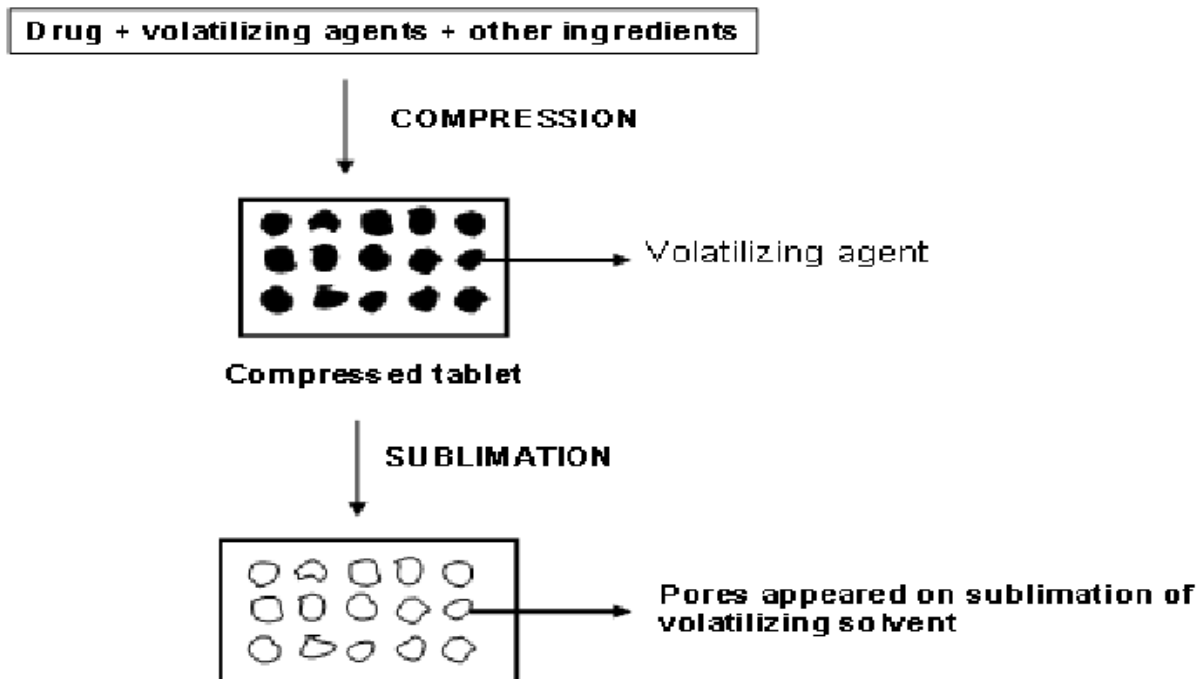 Drug + volatilizing agents + other ingredients
COMPRESSION
Volatilizing agent
Compressed tablet
SUBLIMATION
Pores appeared on sublimation of
volatilizing solvent